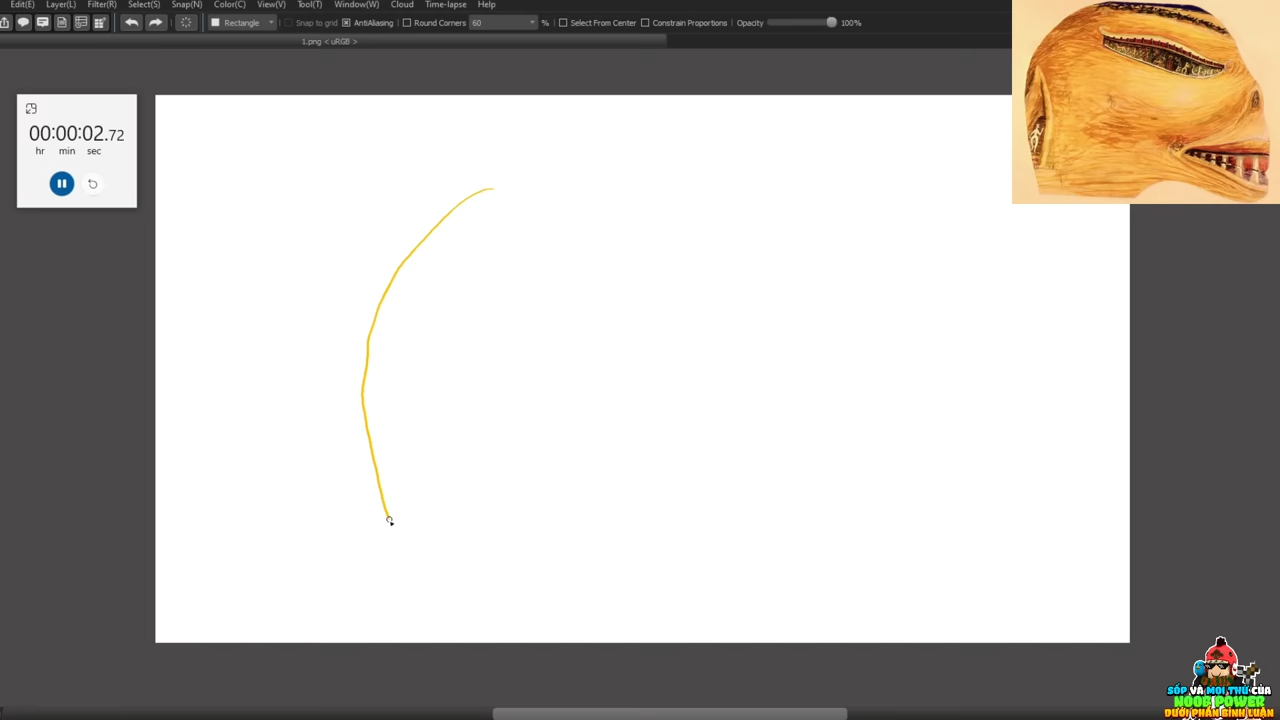 Edit(E) Layer(L) Filter(R) Select(S) Snap(N) Color(C) View(V) Tool(T) Window(W) Cloud Time-lapse Help
Rectangle Snap to grid AntiAliasing Round Corners 60 % Select From Center Constrain Proportions Opacity 100%
1.png < uRGB >
00:00:02.72
hr min sec
SỐP VÀ MỌI THỨ CỦA
NOOB POWER
DƯỚI PHẦN BÌNH LUẬN